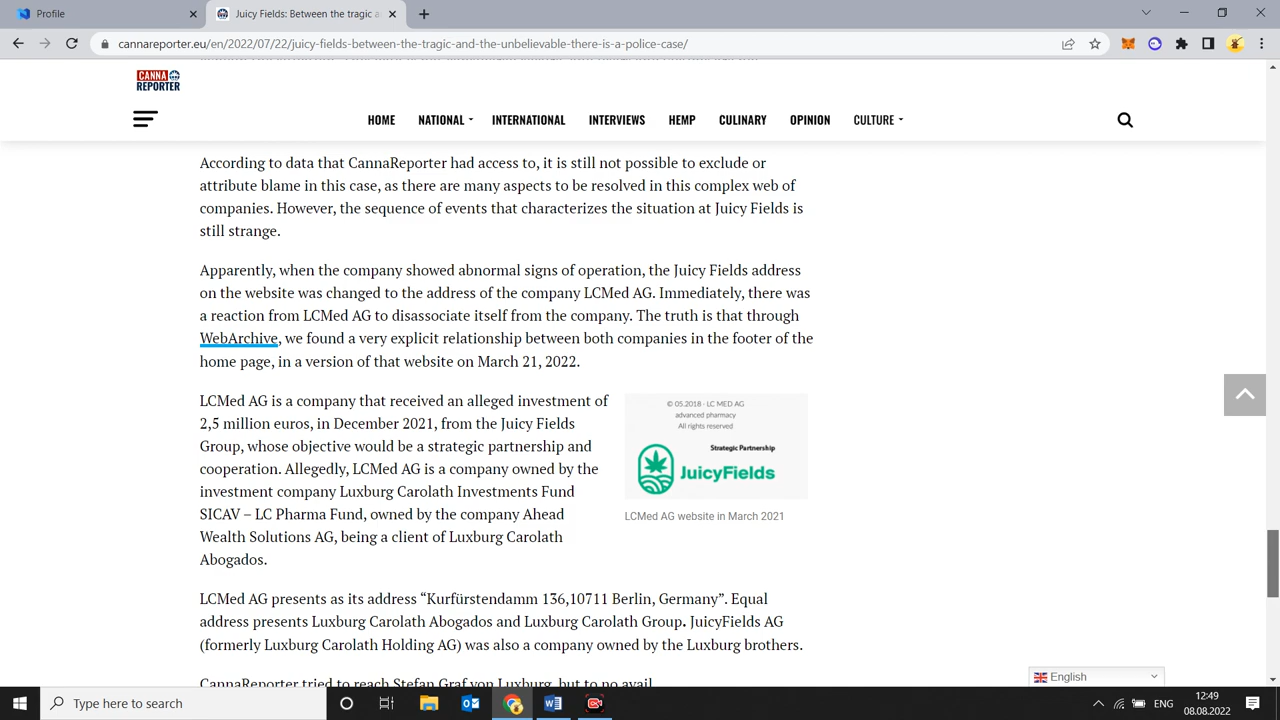 Profile
Juicy Fields: Between the tragic a
cannareporter.eu/en/2022/07/22/juicy-fields-between-the-tragic-and-the-unbelievable-there-is-a-police-case/
CANNA
REPORTER
HOME NATIONAL INTERNATIONAL INTERVIEWS HEMP CULINARY OPINION CULTURE
According to data that CannaReporter had access to, it is still not possible to exclude or
attribute blame in this case, as there are many aspects to be resolved in this complex web of
companies. However, the sequence of events that characterizes the situation at Juicy Fields is
still strange.
Apparently, when the company showed abnormal signs of operation, the Juicy Fields address
on the website was changed to the address of the company LCMed AG. Immediately, there was
a reaction from LCMed AG to disassociate itself from the company. The truth is that through
WebArchive, we found a very explicit relationship between both companies in the footer of the
home page, in a version of that website on March 21, 2022.
LCMed AG is a company that received an alleged investment of
2,5 million euros, in December 2021, from the Juicy Fields
Group, whose objective would be a strategic partnership and
cooperation. Allegedly, LCMed AG is a company owned by the
investment company Luxburg Carolath Investments Fund
SICAV – LC Pharma Fund, owned by the company Ahead
Wealth Solutions AG, being a client of Luxburg Carolath
Abogados.
© 05.2018 - LC MED AG
advanced pharmacy
All rights reserved
Strategic Partnership
JuicyFields
LCMed AG website in March 2021
LCMed AG presents as its address “Kurfürstendamm 136,10711 Berlin, Germany”. Equal
address presents Luxburg Carolath Abogados and Luxburg Carolath Group. JuicyFields AG
(formerly Luxburg Carolath Holding AG) was also a company owned by the Luxburg brothers.
CannaReporter tried to reach Stefan Graf von Luxburg, but to no avail.
English
Type here to search
ENG
12:49
08.08.2022